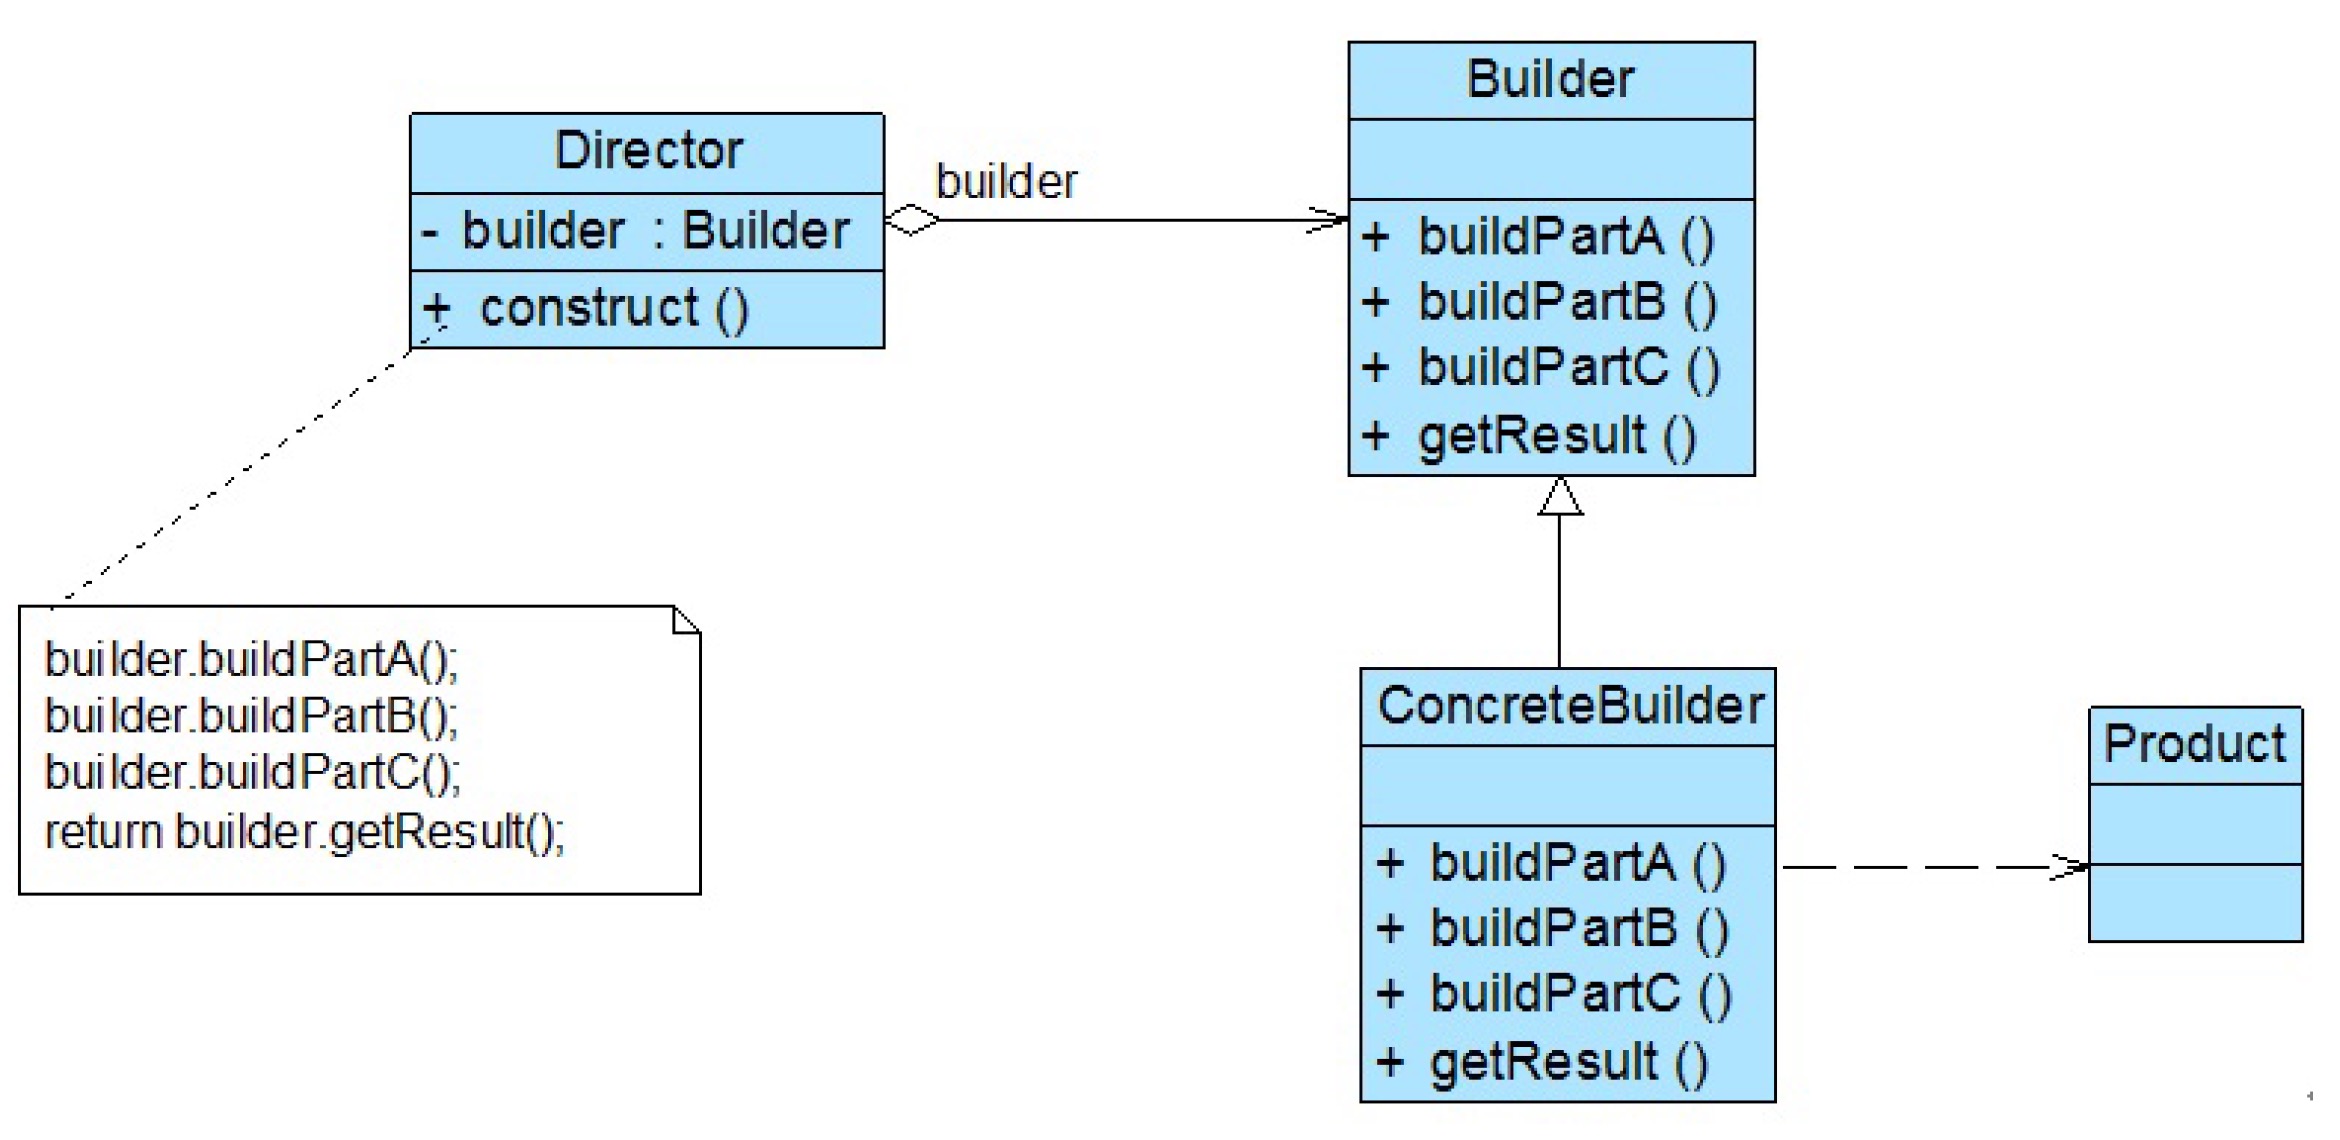 Director
- builder : Builder
+ construct ()
builder
Builder
+ buildPartA ()
+ buildPartB ()
+ buildPartC ()
+ getResult ()
builder.buildPartA();
builder.buildPartB();
builder.buildPartC();
return builder.getResult();
ConcreteBuilder
+ buildPartA ()
+ buildPartB ()
+ buildPartC ()
+ getResult ()
Product